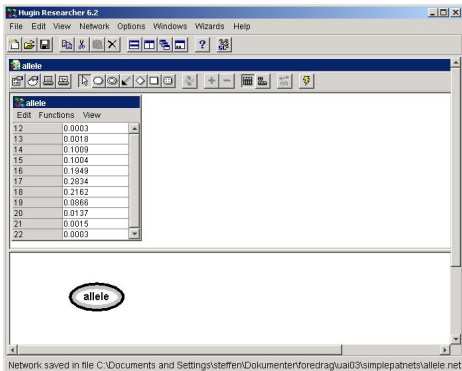 Hugin Researcher 6.2
File Edit View Network Options Windows Wizards Help
allele
allele
Edit Functions View
12 0.0003
13 0.0018
14 0.1009
15 0.1004
16 0.1949
17 0.2834
18 0.2162
19 0.0866
20 0.0137
21 0.0015
22 0.0003
allele
Network saved in file C:\Documents and Settings\steffen\Dokumenter\foredrag\uai03\simplepatnets\allele.net